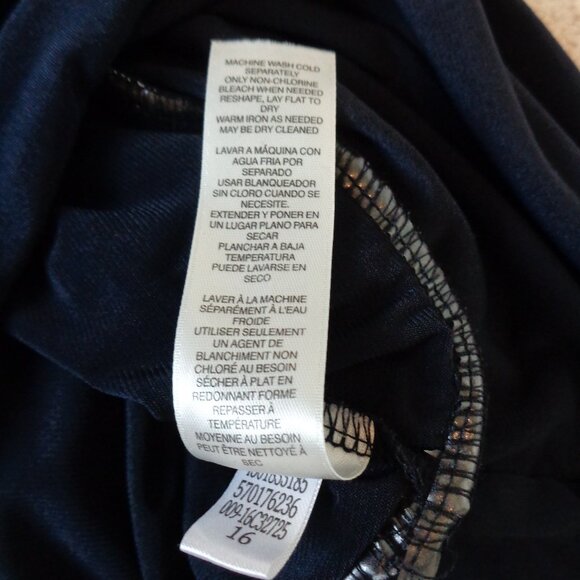 MACHINE WASH COLD
SEPARATELY
ONLY NON-CHLORINE
BLEACH WHEN NEEDED
RESHAPE, LAY FLAT TO
DRY
WARM IRON AS NEEDED
MAY BE DRY CLEANED
LAVAR A MÁQUINA CON
AGUA FRIA POR
SEPARADO
USAR BLANQUEADOR
SIN CLORO CUANDO SE
NECESITE.
EXTENDER Y PONER EN
UN LUGAR PLANO PARA
SECAR
PLANCHAR A BAJA
TEMPERATURA
PUEDE LAVARSE EN
SECO
LAVER À LA MACHINE
SÉPARÉMENT À L'EAU
FROIDE
UTILISER SEULEMENT
UN AGENT DE
BLANCHIMENT NON
CHLORÉ AU BESOIN
SÉCHER À PLAT EN
REDONNANT FORME
REPASSER À
TEMPÉRATURE
MOYENNE AU BESOIN
PEUT ÊTRE NETTOYÉ À
SEC
570176236
009-16C32725
16